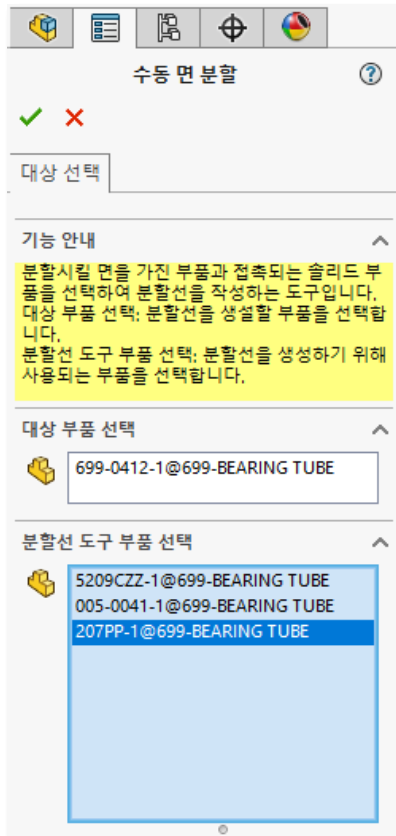 수동 면 분할
대상 선택
기능 안내
분할시킬 면을 가진 부품과 접촉되는 솔리드 부
품을 선택하여 분할선을 작성하는 도구입니다.
대상 부품 선택: 분할선을 생설할 부품을 선택합
니다.
분할선 도구 부품 선택: 분할선을 생성하기 위해
사용되는 부품을 선택합니다.
대상 부품 선택
699-0412-1@699-BEARING TUBE
분할선 도구 부품 선택
5209CZZ-1@699-BEARING TUBE
005-0041-1@699-BEARING TUBE
207PP-1@699-BEARING TUBE